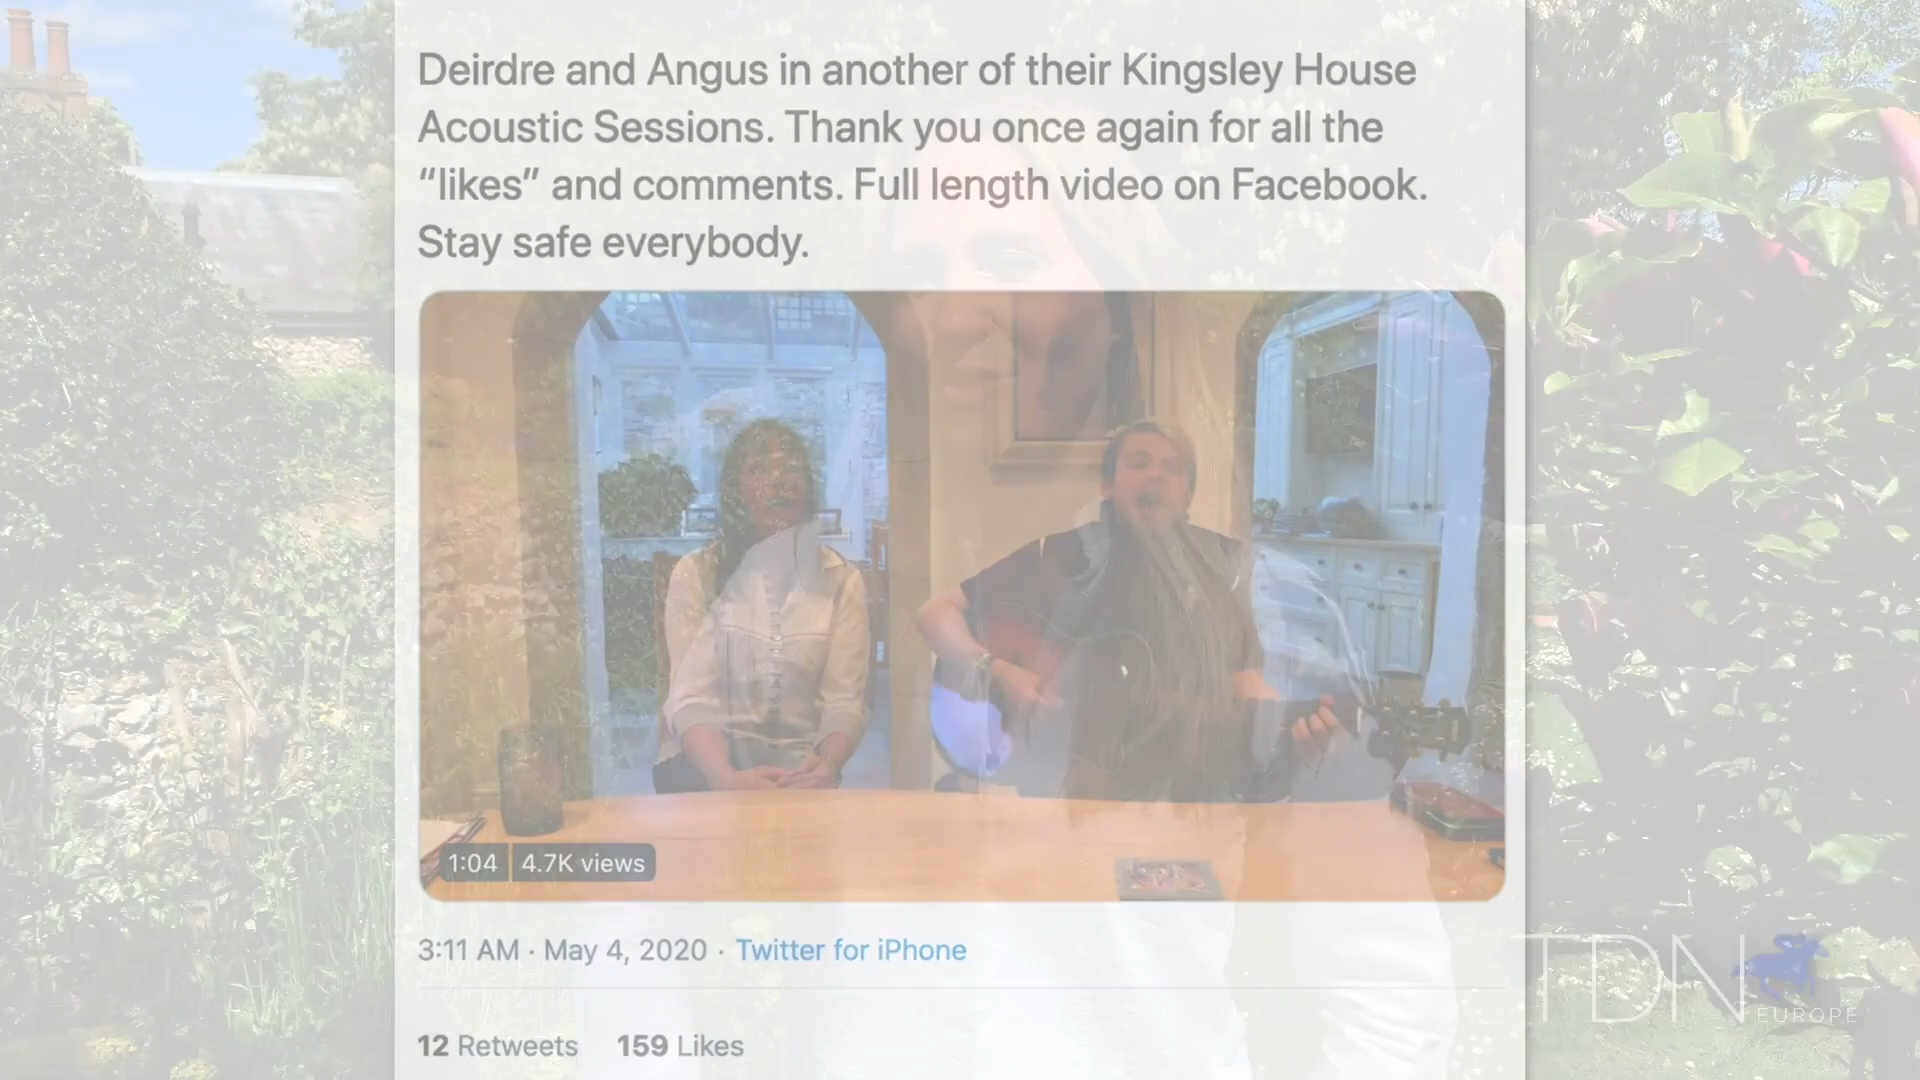 Deirdre and Angus in another of their Kingsley House
Acoustic Sessions. Thank you once again for all the
“likes” and comments. Full length video on Facebook.
Stay safe everybody.
1:04 4.7K views
3:11 AM · May 4, 2020 · Twitter for iPhone
12 Retweets 159 Likes
TDN
EUROPE